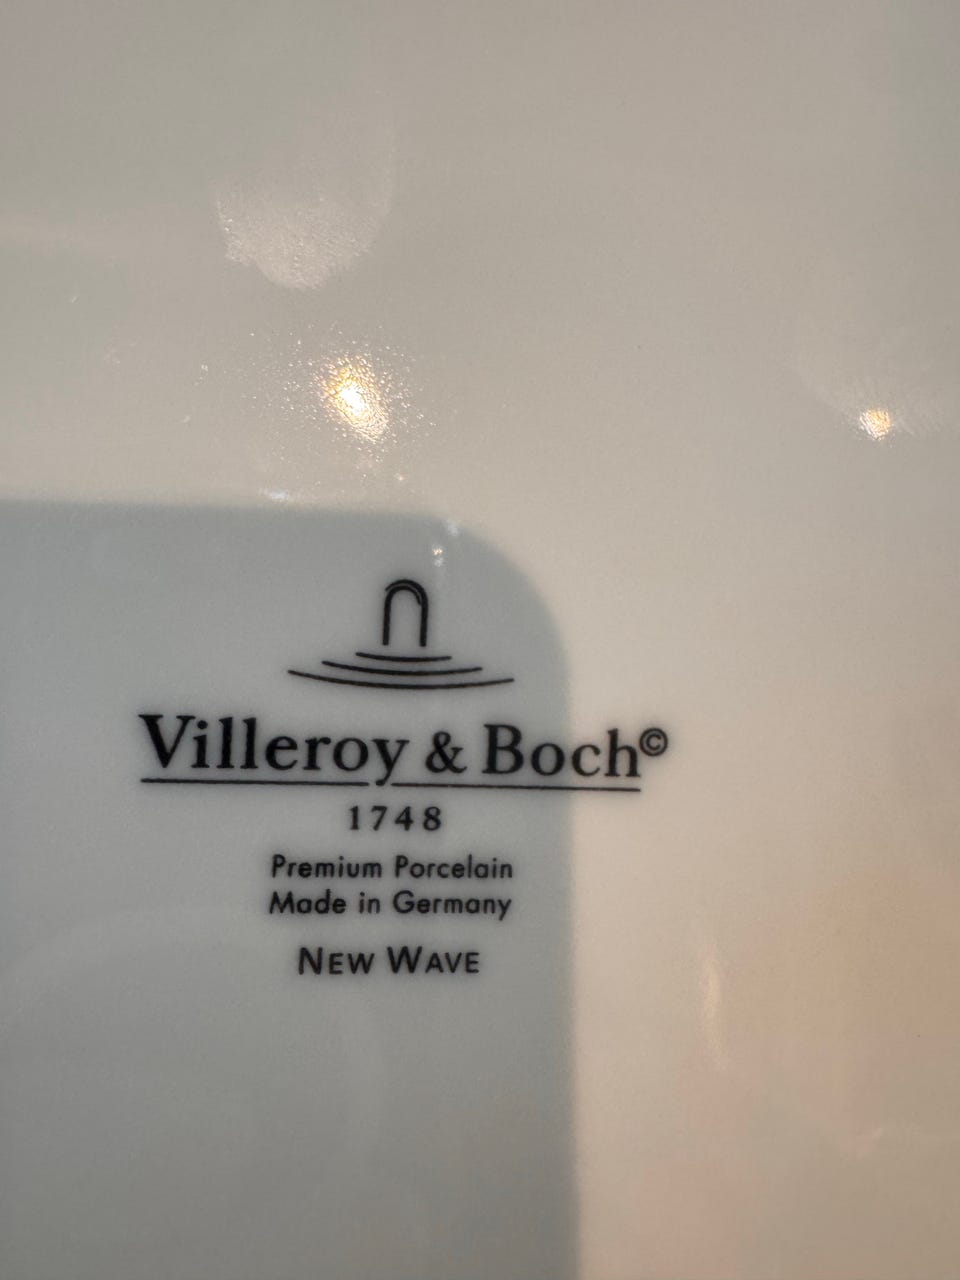 Villeroy & Boch©
1748
Premium Porcelain
Made in Germany
NEW WAVE